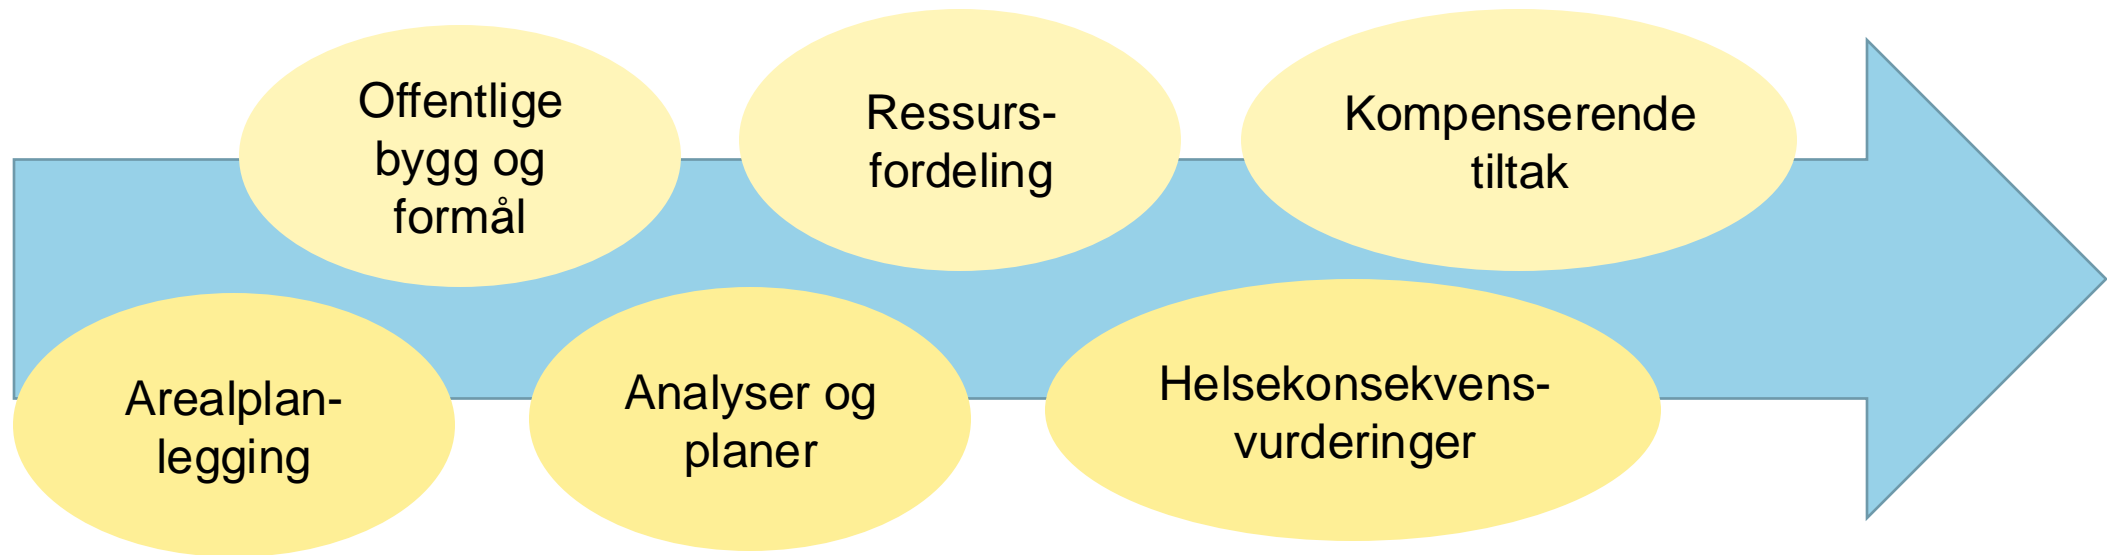 Offentlige
bygg og
formål
Ressurs-
fordeling
Kompenserende
tiltak
Arealplan-
legging
Analyser og
planer
Helsekonsekvens-
vurderinger